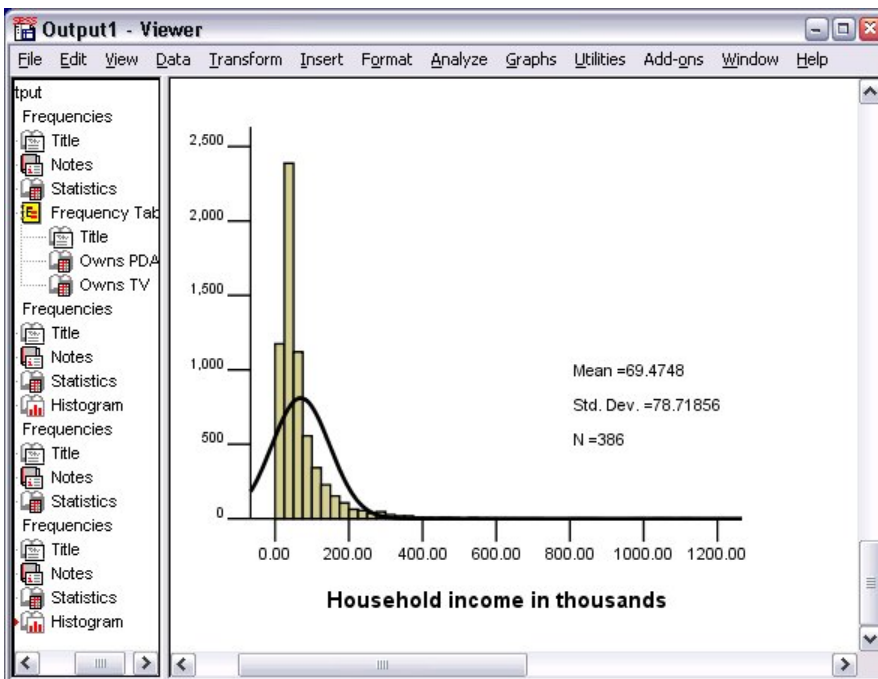 Output1 - Viewer
File Edit View Data Transform Insert Format Analyze Graphs Utilities Add-ons Window Help
tput
Frequencies
Title
Notes
Statistics
Frequency Tab
Title
Owns PDA
Owns TV
Frequencies
Title
Notes
Statistics
Histogram
Frequencies
Title
Notes
Statistics
Frequencies
Title
Notes
Statistics
Histogram
2,500
2,000
1,500
1,000
500
0
Mean =69.4748
Std. Dev. =78.71856
N =386
0.00 200.00 400.00 600.00 800.00 1000.00 1200.00
Household income in thousands